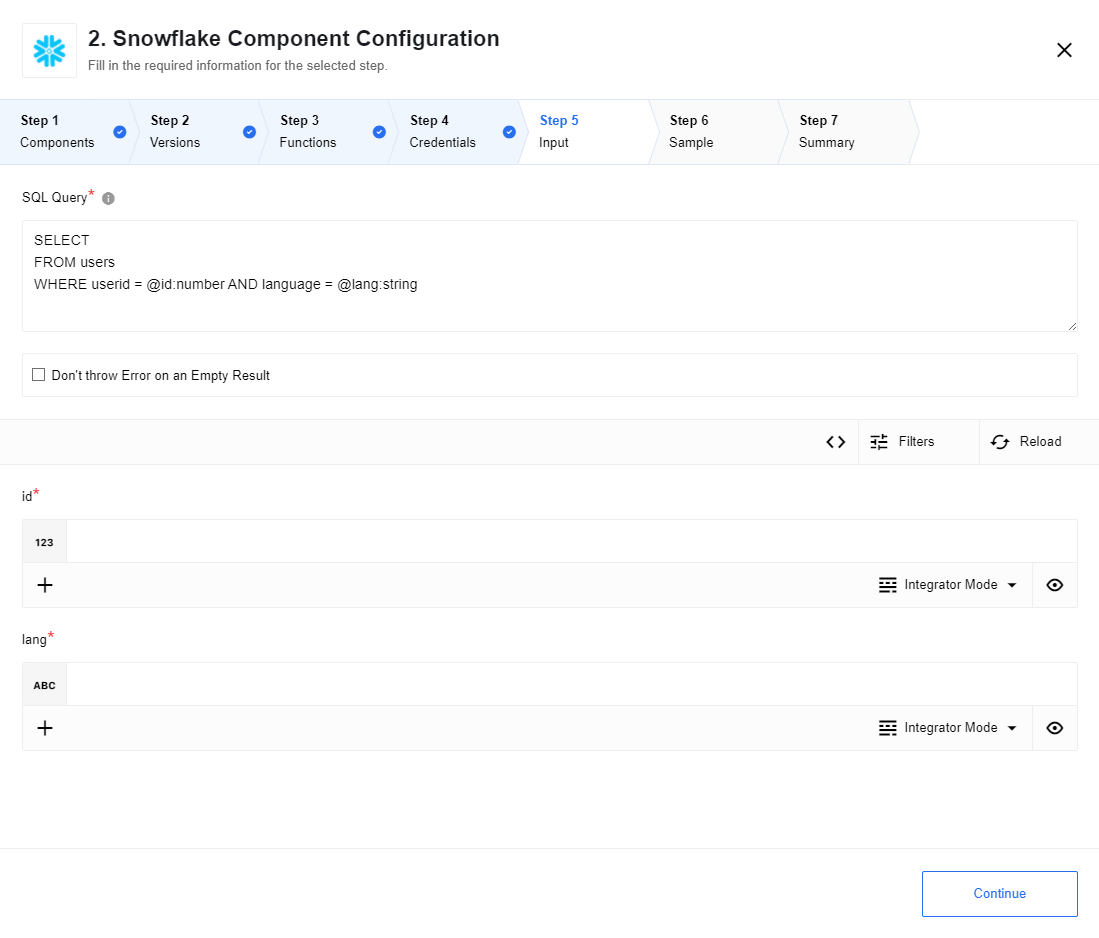 2. Snowflake Component Configuration
Fill in the required information for the selected step.
Step 1
Components
Step 2
Versions
Step 3
Functions
Step 4
Credentials
Step 5
Input
Step 6
Sample
Step 7
Summary
SQL Query*
SELECT
FROM users
WHERE userid = @id:number AND language = @lang:string
Don't throw Error on an Empty Result
Filters
Reload
id*
123
Integrator Mode
lang*
ABC
Integrator Mode
Continue